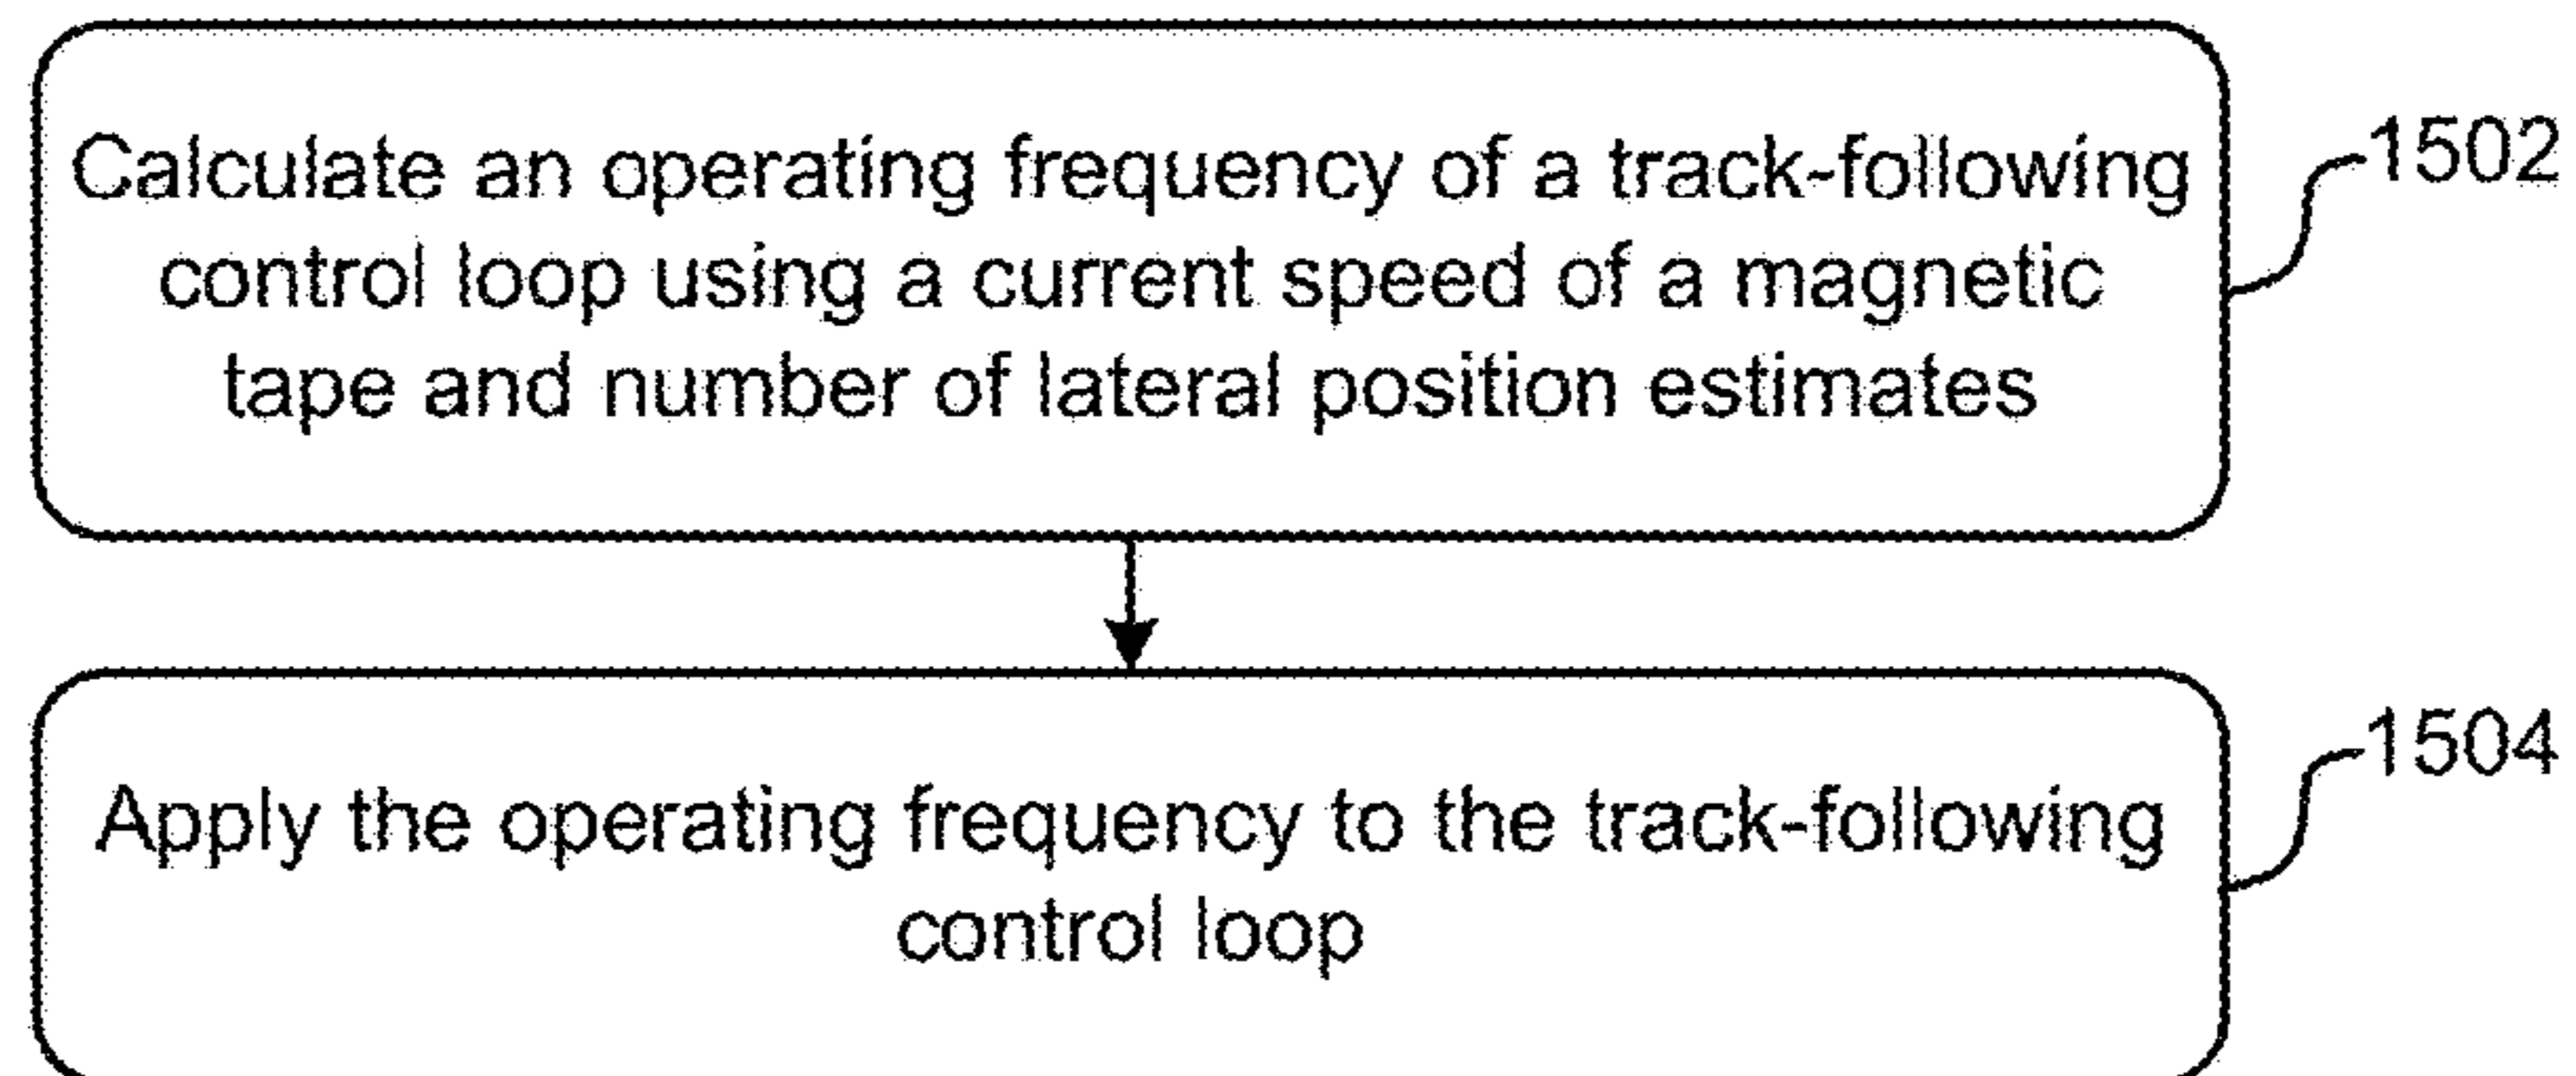 Calculate an operating frequency of a track-following
control loop using a current speed of a magnetic
tape and number of lateral position estimates
1502
Apply the operating frequency to the track-following
control loop
1504